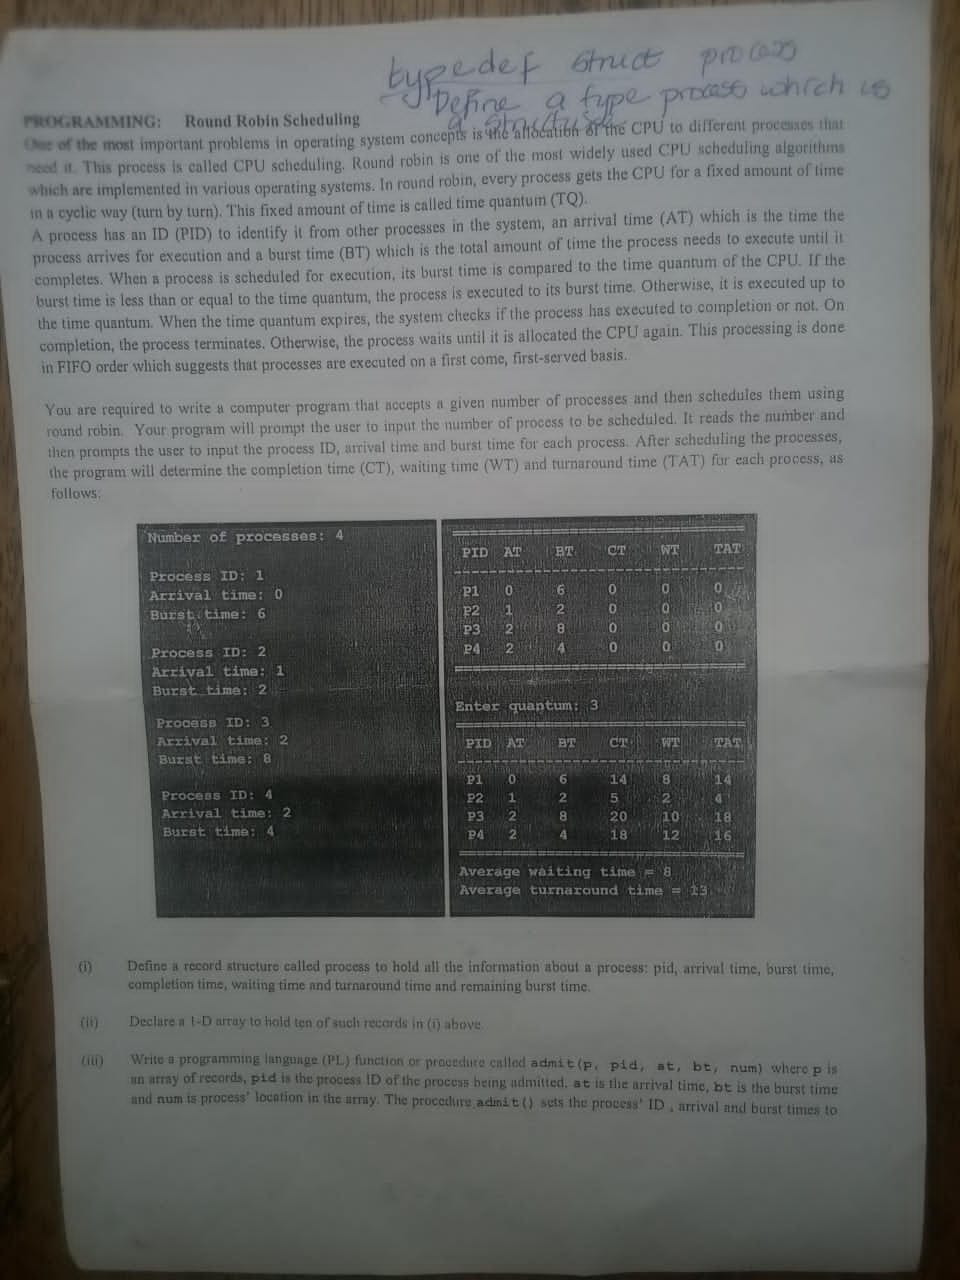 typedef struct process
Define a type process which is
a structure
PROGRAMMING: Round Robin Scheduling
One of the most important problems in operating system concepts is the allocation of the CPU to different processes that
need it. This process is called CPU scheduling. Round robin is one of the most widely used CPU scheduling algorithms
which are implemented in various operating systems. In round robin, every process gets the CPU for a fixed amount of time
in a cyclic way (turn by turn). This fixed amount of time is called time quantum (TQ).
A process has an ID (PID) to identify it from other processes in the system, an arrival time (AT) which is the time the
process arrives for execution and a burst time (BT) which is the total amount of time the process needs to execute until it
completes. When a process is scheduled for execution, its burst time is compared to the time quantum of the CPU. If the
burst time is less than or equal to the time quantum, the process is executed to its burst time. Otherwise, it is executed up to
the time quantum. When the time quantum expires, the system checks if the process has executed to completion or not. On
completion, the process terminates. Otherwise, the process waits until it is allocated the CPU again. This processing is done
in FIFO order which suggests that processes are executed on a first come, first-served basis.
You are required to write a computer program that accepts a given number of processes and then schedules them using
round robin. Your program will prompt the user to input the number of process to be scheduled. It reads the number and
then prompts the user to input the process ID, arrival time and burst time for each process. After scheduling the processes,
the program will determine the completion time (CT), waiting time (WT) and turnaround time (TAT) for each process, as
follows:
Number of processes: 4
Process ID: 1
Arrival time: 0
Burst time: 6
Process ID: 2
Arrival time: 1
Burst time: 2
Process ID: 3
Arrival time: 2
Burst time: 8
Process ID: 4
Arrival time: 2
Burst time: 4
PID AT BT CT WT TAT
P1 0 6 0 0 0
P2 1 2 0 0 0
P3 2 8 0 0 0
P4 2 4 0 0 0
Enter quantum: 3
PID AT BT CT WT TAT
P1 0 6 14 8 14
P2 1 2 5 2 4
P3 2 8 20 10 18
P4 2 4 18 12 16
Average waiting time = 8
Average turnaround time = 13
(i) Define a record structure called process to hold all the information about a process: pid, arrival time, burst time,
completion time, waiting time and turnaround time and remaining burst time.
(ii) Declare a 1-D array to hold ten of such records in (i) above.
(iii) Write a programming language (PL) function or procedure called admit(p, pid, at, bt, num) where p is
an array of records, pid is the process ID of the process being admitted, at is the arrival time, bt is the burst time
and num is process' location in the array. The procedure admit() sets the process' ID , arrival and burst times to